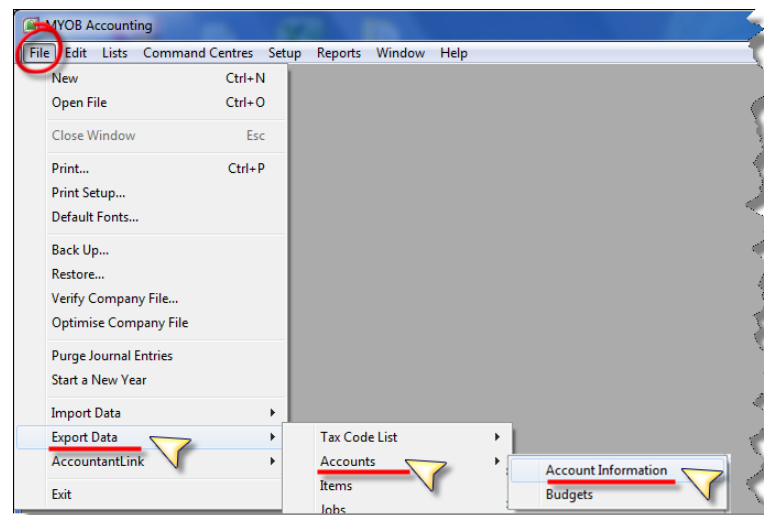 MYOB Accounting
File Edit Lists Command Centres Setup Reports Window Help
New Ctrl+N
Open File Ctrl+O
Close Window Esc
Print... Ctrl+P
Print Setup...
Default Fonts...
Back Up...
Restore...
Verify Company File...
Optimise Company File
Purge Journal Entries
Start a New Year
Import Data
Export Data
AccountantLink
Exit
Tax Code List
Accounts
Items
Jobs
Account Information
Budgets